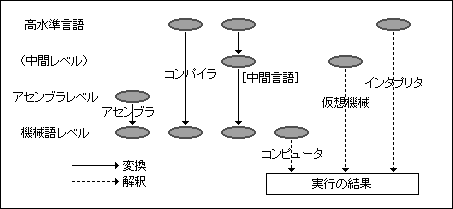 高水準言語
(中間レベル)
コンパイラ
[中間言語]
インタプリタ
アセンブラレベル
アセンブラ
仮想機械
機械語レベル
コンピュータ
変換
解釈
実行の結果